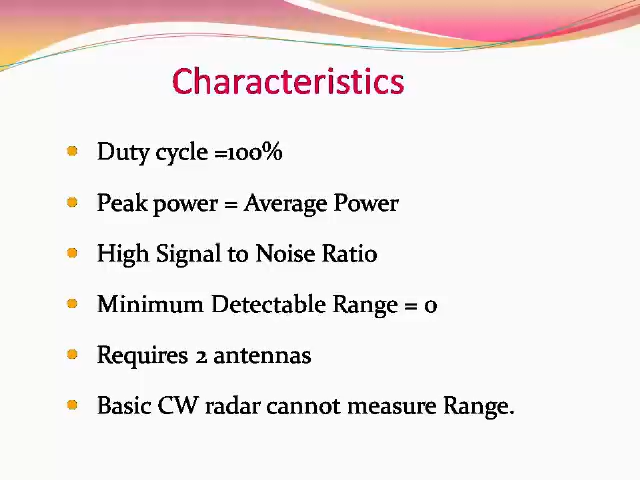 Characteristics
Duty cycle =100%
Peak power = Average Power
High Signal to Noise Ratio
Minimum Detectable Range = 0
Requires 2 antennas
Basic CW radar cannot measure Range.